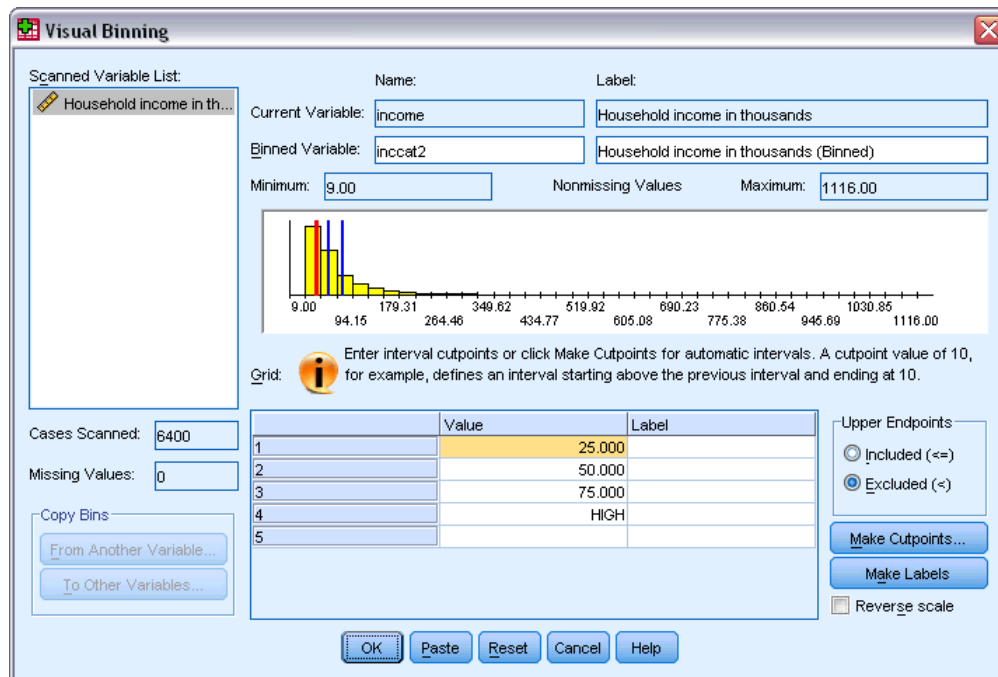 Visual Binning
Scanned Variable List:
Household income in th...
Name:
Label:
Current Variable:
income
Household income in thousands
Binned Variable:
inccat2
Household income in thousands (Binned)
Minimum:
9.00
Nonmissing Values
Maximum:
1116.00
9.00 179.31 349.62 519.92 690.23 860.54 1030.85
94.15 264.46 434.77 605.08 775.38 945.69 1116.00
Grid:
Enter interval cutpoints or click Make Cutpoints for automatic intervals. A cutpoint value of 10,
for example, defines an interval starting above the previous interval and ending at 10.
Cases Scanned:
6400
Missing Values:
0
Copy Bins
From Another Variable...
To Other Variables...
Value Label
1 25.000
2 50.000
3 75.000
4 HIGH
5
Upper Endpoints
Included (<=)
Excluded (<)
Make Cutpoints...
Make Labels
Reverse scale
OK Paste Reset Cancel Help